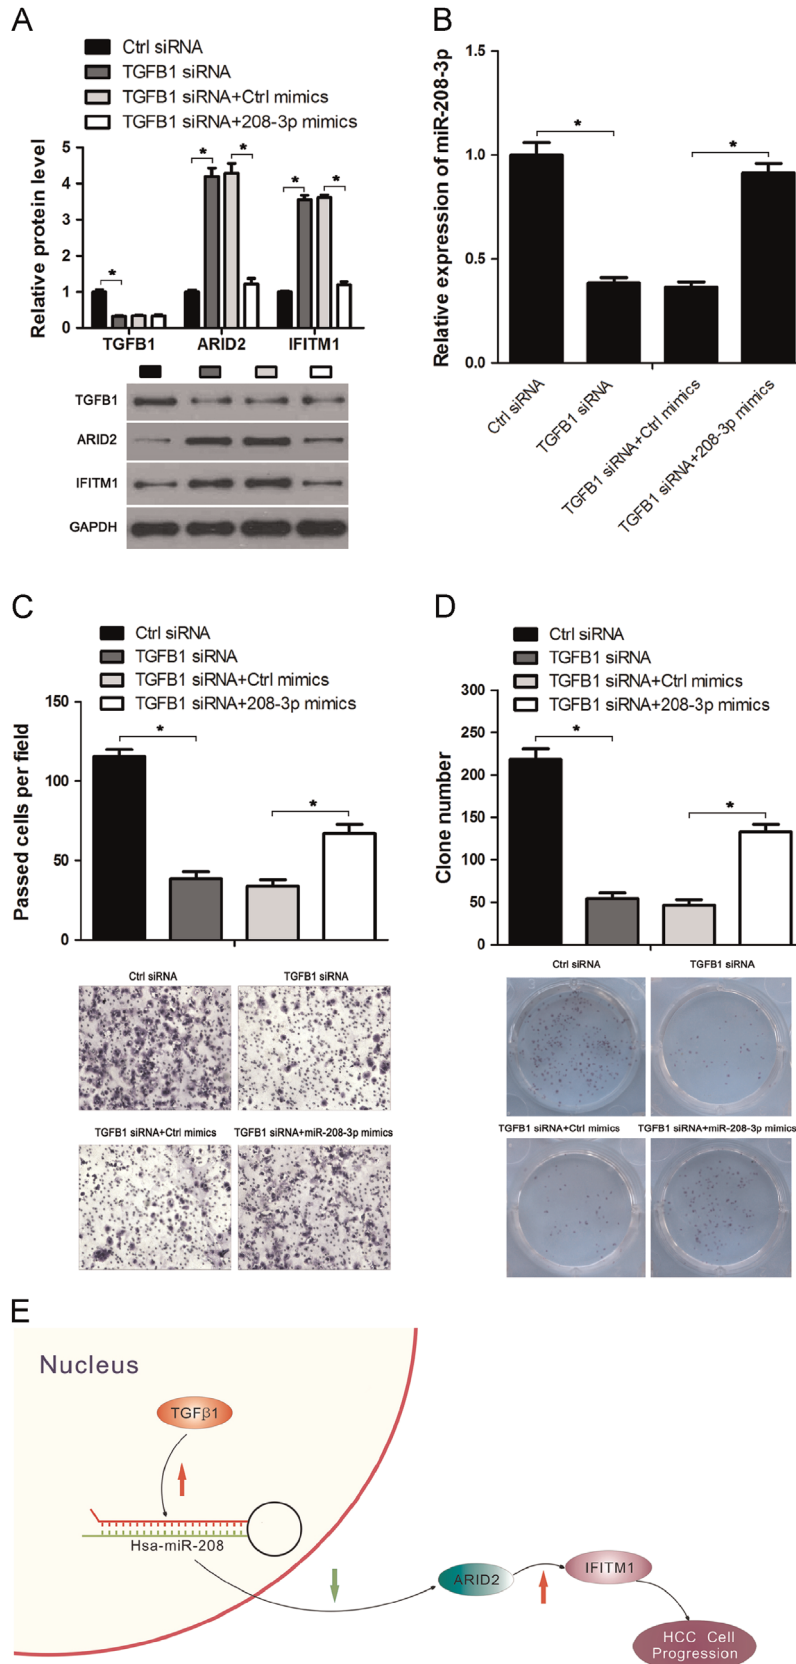 A
Ctrl siRNA
TGFB1 siRNA
TGFB1 siRNA+Ctrl mimics
TGFB1 siRNA+208-3p mimics
Relative protein level
5
4
3
2
1
0
* * * * *
TGFB1 ARID2 IFITM1
TGFB1
ARID2
IFITM1
GAPDH
B
Relative expression of miR-208-3p
1.5
1.0
0.5
0.0
* *
Ctrl siRNA
TGFB1 siRNA
TGFB1 siRNA+Ctrl mimics
TGFB1 siRNA+208-3p mimics
C
Ctrl siRNA
TGFB1 siRNA
TGFB1 siRNA+Ctrl mimics
TGFB1 siRNA+208-3p mimics
Passed cells per field
150
100
50
0
* *
Ctrl siRNA TGFB1 siRNA
TGFB1 siRNA+Ctrl mimics TGFB1 siRNA+miR-208-3p mimics
D
Ctrl siRNA
TGFB1 siRNA
TGFB1 siRNA+Ctrl mimics
TGFB1 siRNA+208-3p mimics
Clone number
300
250
200
150
100
50
0
* *
Ctrl siRNA TGFB1 siRNA
TGFB1 siRNA+Ctrl mimics TGFB1 siRNA+miR-208-3p mimics
E
Nucleus
TGFβ1
Hsa-miR-208
ARID2
IFITM1
HCC Cell
Progression